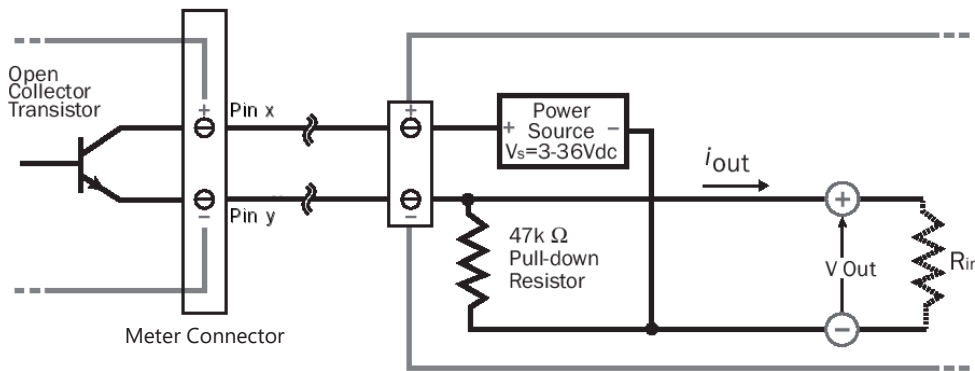 Open
Collector
Transistor
+
Pin x
−
Pin y
Meter Connector
+
−
Power
+ Source −
Vs=3-36Vdc
iout
47k Ω
Pull-down
Resistor
+
V Out
−
Rin